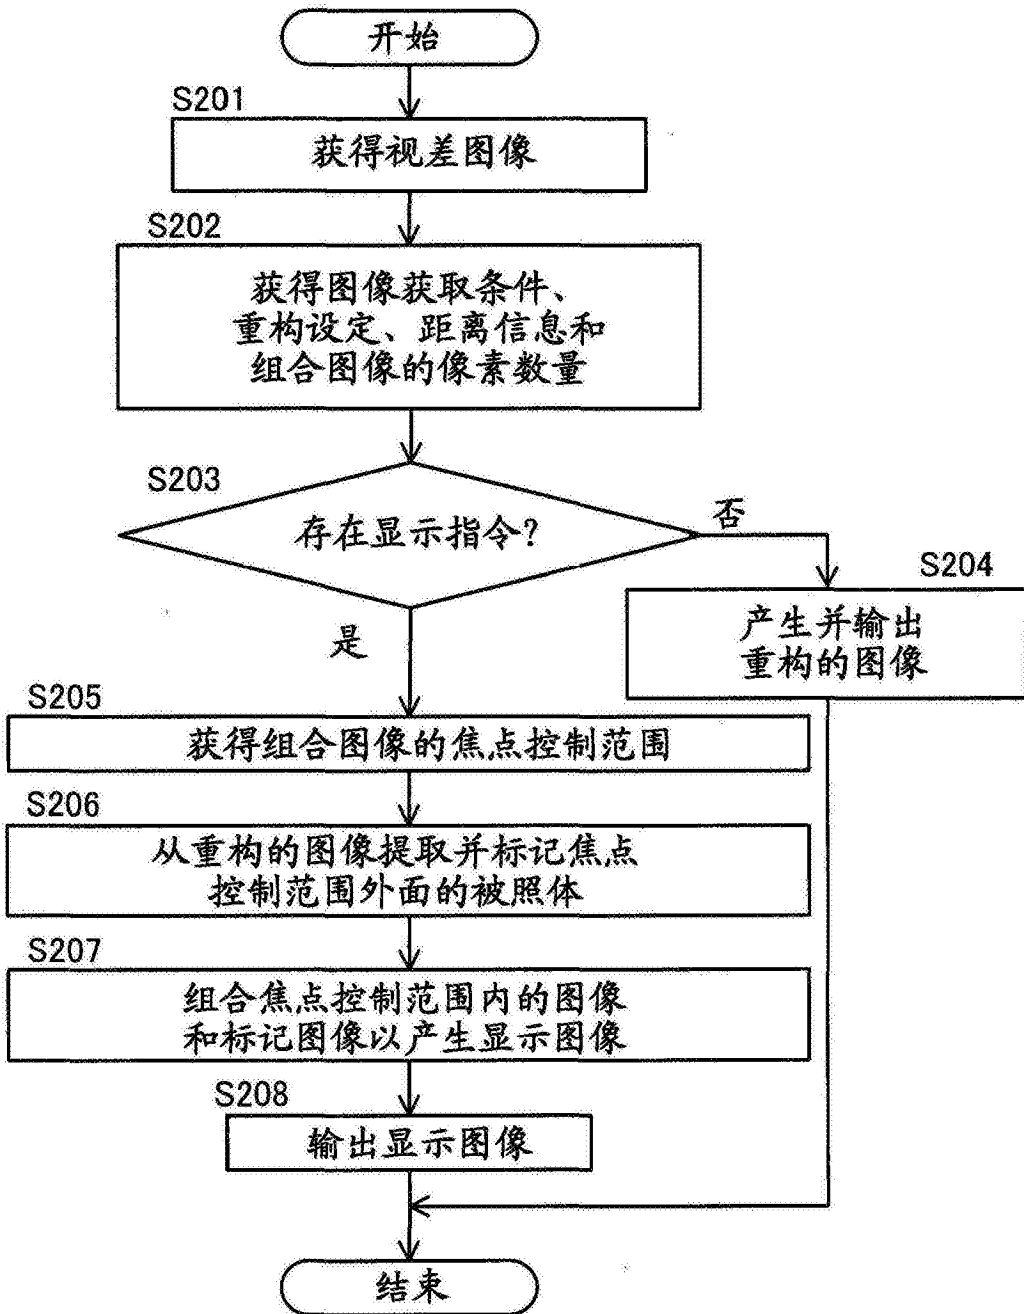 开始
S201
获得视差图像
S202
获得图像获取条件、
重构设定、距离信息和
组合图像的像素数量
S203
存在显示指令?
否
是
S204
产生并输出
重构的图像
S205
获得组合图像的焦点控制范围
S206
从重构的图像提取并标记焦点
控制范围外面的被照体
S207
组合焦点控制范围内的图像
和标记图像以产生显示图像
S208
输出显示图像
结束